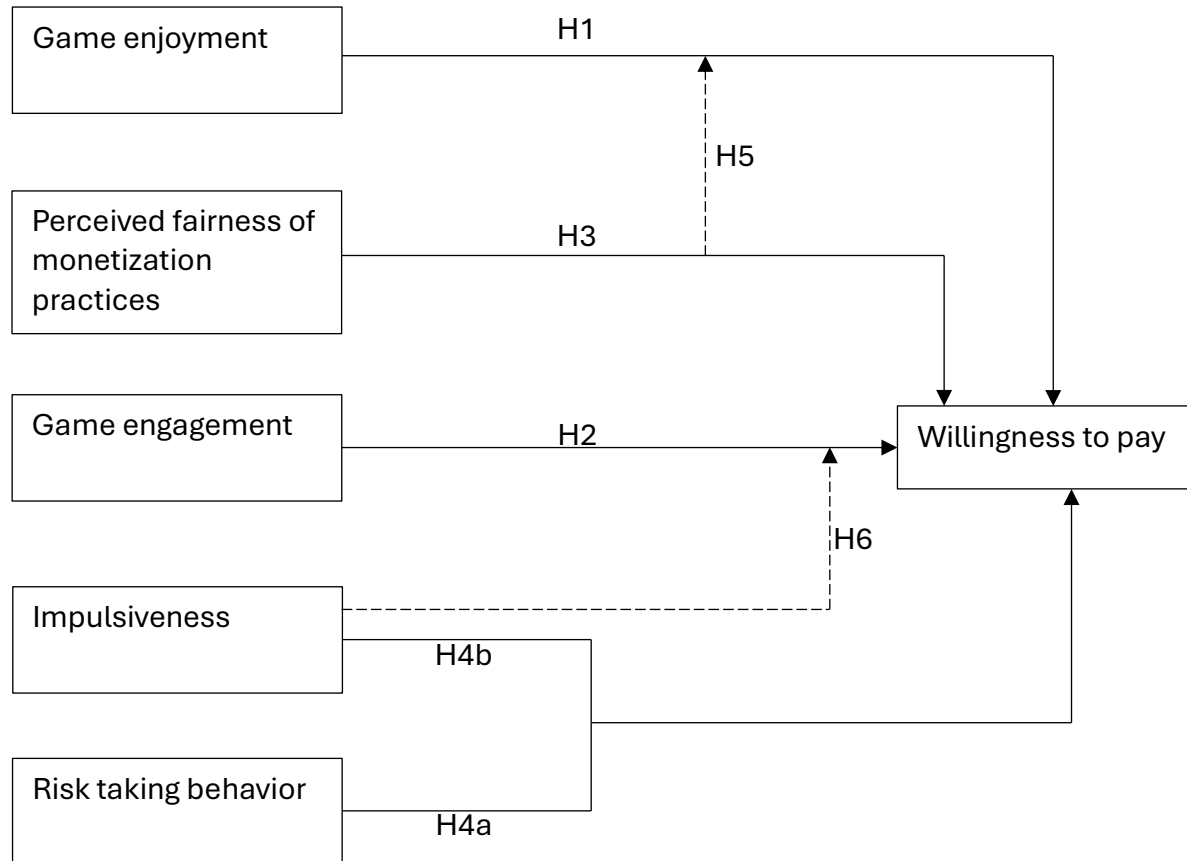 Game enjoyment
H1
H5
Perceived fairness of
monetization
practices
H3
Game engagement
H2
Willingness to pay
H6
Impulsiveness
H4b
Risk taking behavior
H4a